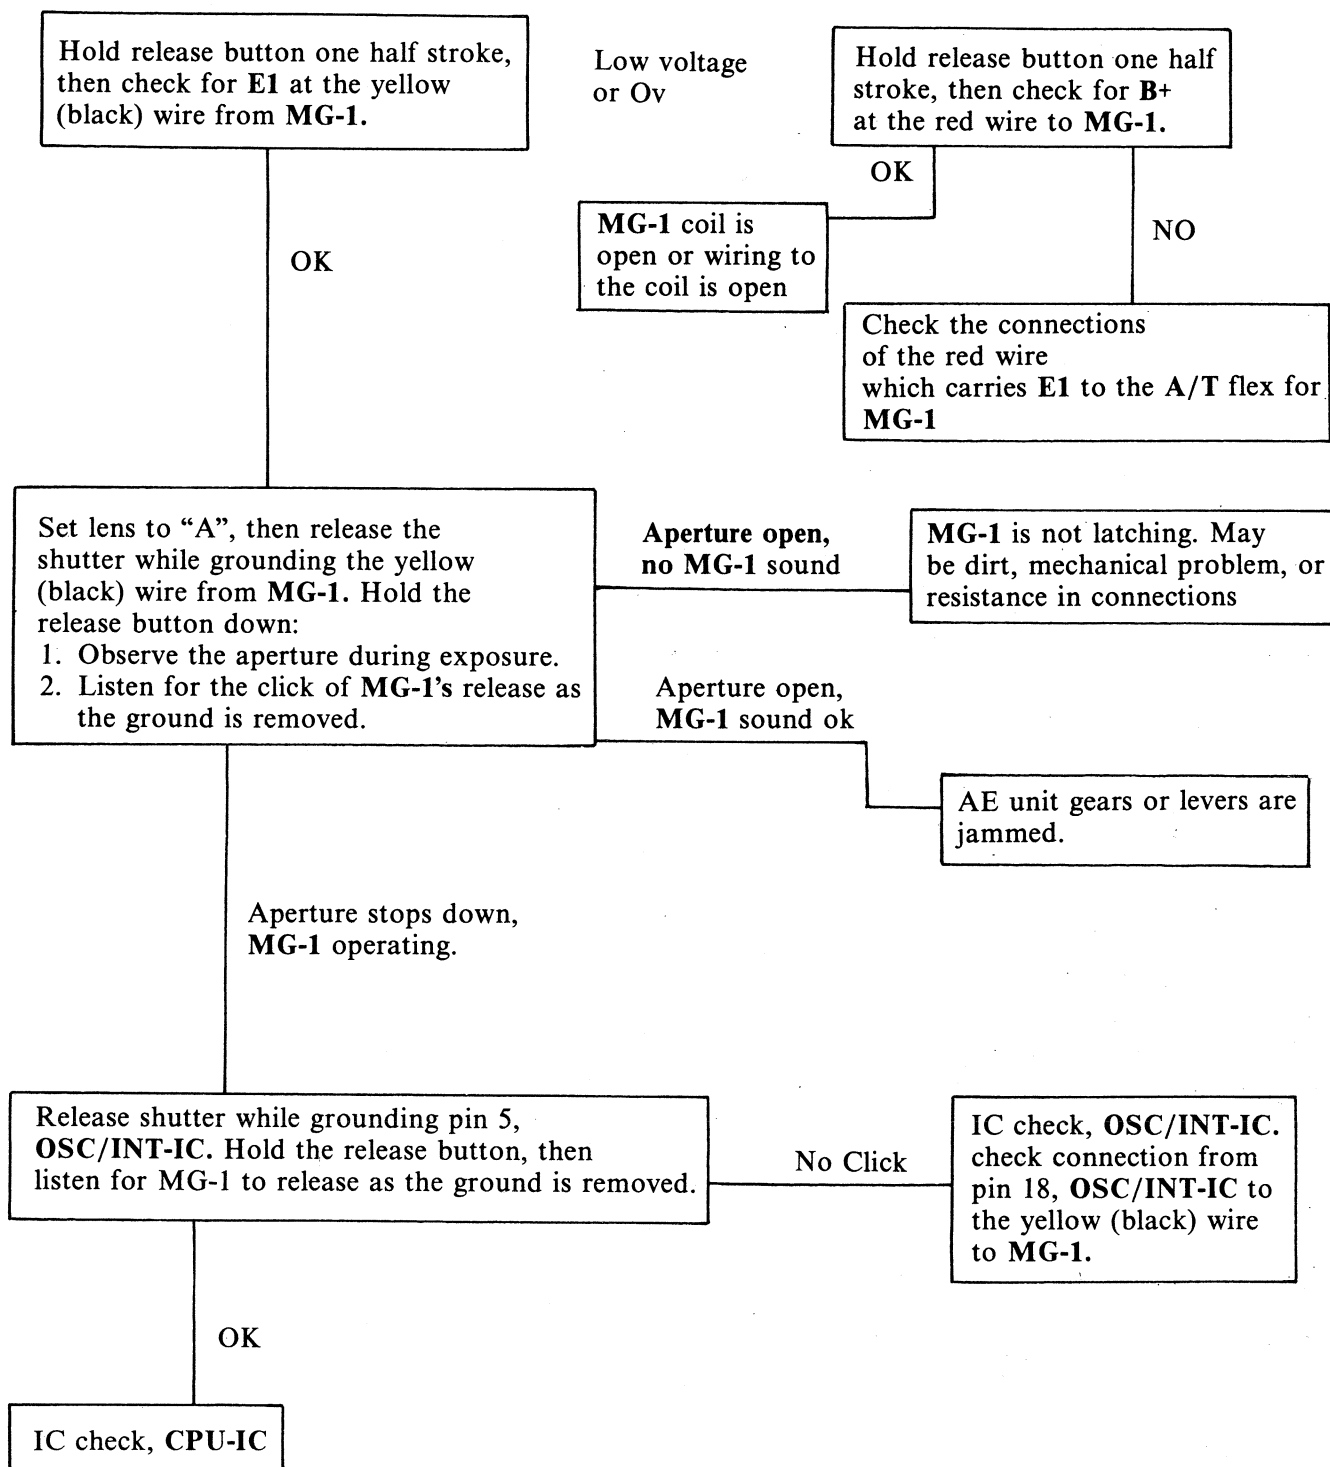 Hold release button one half stroke,
then check for E1 at the yellow
(black) wire from MG-1.
Low voltage
or Ov
Hold release button one half
stroke, then check for B+
at the red wire to MG-1.
OK
NO
MG-1 coil is
open or wiring to
the coil is open
OK
Check the connections
of the red wire
which carries E1 to the A/T flex for
MG-1
Set lens to “A”, then release the
shutter while grounding the yellow
(black) wire from MG-1. Hold the
release button down:
1. Observe the aperture during exposure.
2. Listen for the click of MG-1's release as
the ground is removed.
Aperture open,
no MG-1 sound
MG-1 is not latching. May
be dirt, mechanical problem, or
resistance in connections
Aperture open,
MG-1 sound ok
AE unit gears or levers are
jammed.
Aperture stops down,
MG-1 operating.
Release shutter while grounding pin 5,
OSC/INT-IC. Hold the release button, then
listen for MG-1 to release as the ground is removed.
No Click
IC check, OSC/INT-IC.
check connection from
pin 18, OSC/INT-IC to
the yellow (black) wire
to MG-1.
OK
IC check, CPU-IC